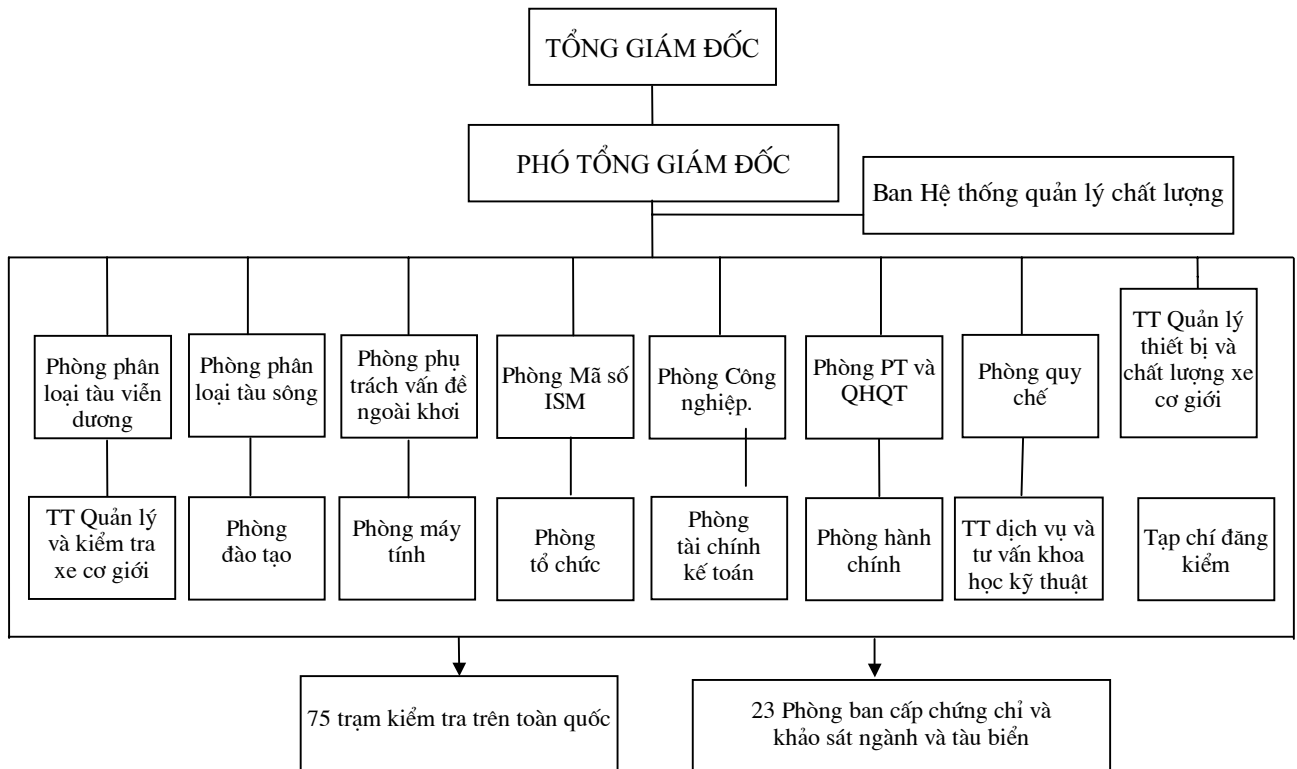 TỔNG GIÁM ĐỐC
PHÓ TỔNG GIÁM ĐỐC
Ban Hệ thống quản lý chất lượng
Phòng phân
loại tàu viễn
dương
Phòng phân
loại tàu sông
Phòng phụ
trách vấn đề
ngoài khơi
Phòng Mã số
ISM
Phòng Công
nghiệp.
Phòng PT và
QHQT
Phòng quy
chế
TT Quản lý
thiết bị và
chất lượng xe
cơ giới
TT Quản lý
và kiểm tra
xe cơ giới
Phòng
đào tạo
Phòng máy
tính
Phòng
tổ chức
Phòng
tài chính
kế toán
Phòng hành
chính
TT dịch vụ và
tư vấn khoa
học kỹ thuật
Tạp chí đăng
kiểm
75 trạm kiểm tra trên toàn quốc
23 Phòng ban cấp chứng chỉ và
khảo sát ngành và tàu biển